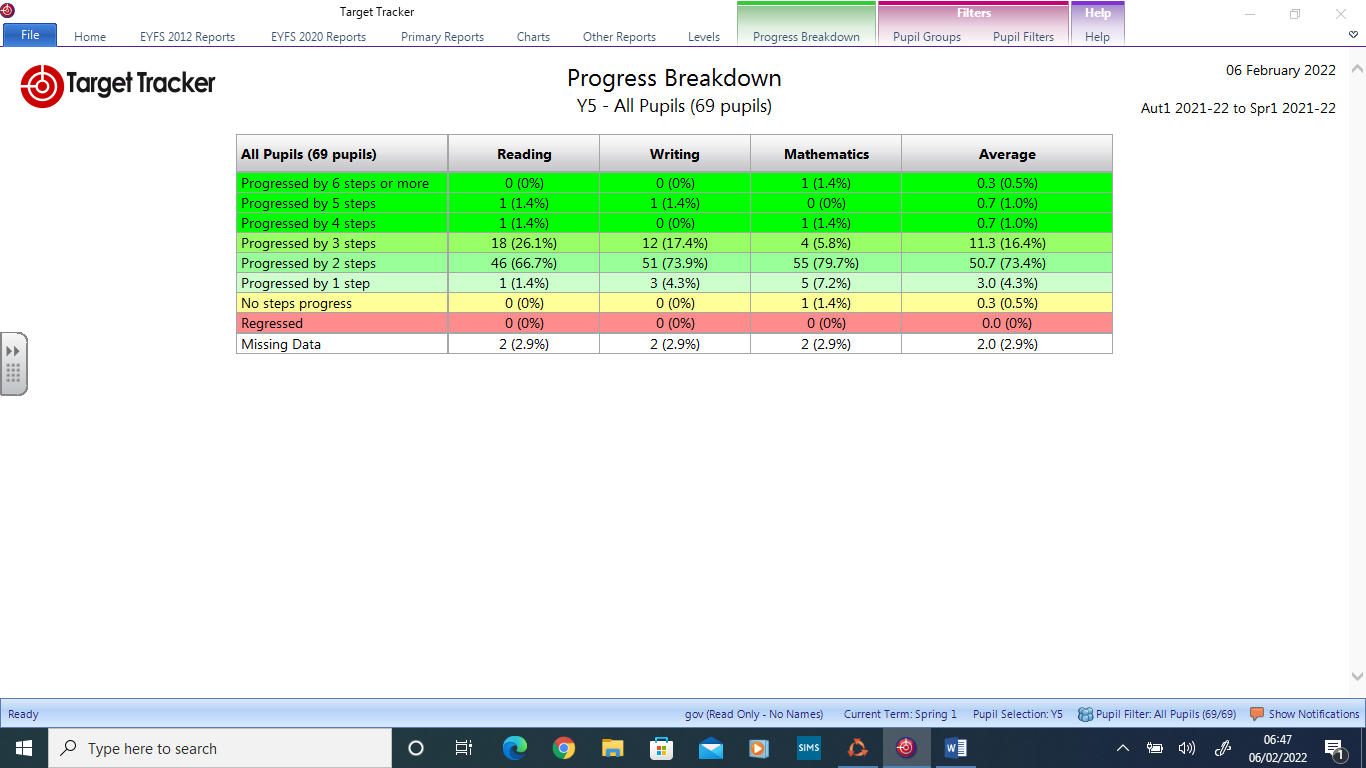 Target Tracker
Filters
Help
File Home EYFS 2012 Reports EYFS 2020 Reports Primary Reports Charts Other Reports Levels Progress Breakdown Pupil Groups Pupil Filters Help
Target Tracker
Progress Breakdown
06 February 2022
Y5 - All Pupils (69 pupils)
Aut1 2021-22 to Spr1 2021-22
All Pupils (69 pupils) Reading Writing Mathematics Average
Progressed by 6 steps or more 0 (0%) 0 (0%) 1 (1.4%) 0.3 (0.5%)
Progressed by 5 steps 1 (1.4%) 1 (1.4%) 0 (0%) 0.7 (1.0%)
Progressed by 4 steps 1 (1.4%) 0 (0%) 1 (1.4%) 0.7 (1.0%)
Progressed by 3 steps 18 (26.1%) 12 (17.4%) 4 (5.8%) 11.3 (16.4%)
Progressed by 2 steps 46 (66.7%) 51 (73.9%) 55 (79.7%) 50.7 (73.4%)
Progressed by 1 step 1 (1.4%) 3 (4.3%) 5 (7.2%) 3.0 (4.3%)
No steps progress 0 (0%) 0 (0%) 1 (1.4%) 0.3 (0.5%)
Regressed 0 (0%) 0 (0%) 0 (0%) 0.0 (0%)
Missing Data 2 (2.9%) 2 (2.9%) 2 (2.9%) 2.0 (2.9%)
Ready gov (Read Only - No Names) Current Term: Spring 1 Pupil Selection: Y5 Pupil Filter: All Pupils (69/69) Show Notifications
Type here to search
SIMS
W
06:47
06/02/2022
1